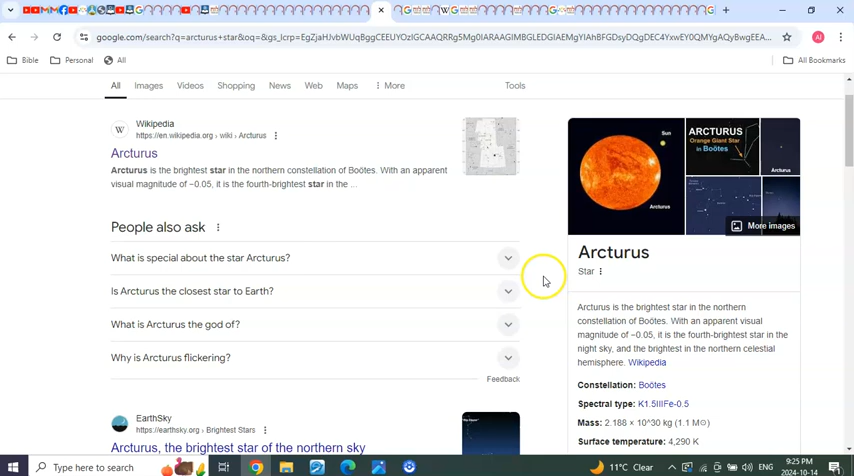 google.com/search?q=arcturus+star&oq=&gs_lcrp=EgZjaHJvbWUqBggCEEUYOzIGCAAQRRg5Mg0IARAAGIMBGLEDGIAEMgYIAhBFGDsyDQgDEC4YxwEY0QMYgAQyBwgEEA...
AI
Bible
Personal
All
All Bookmarks
All
Images
Videos
Shopping
News
Web
Maps
More
Tools
W
Wikipedia
https://en.wikipedia.org › wiki › Arcturus
Arcturus
Arcturus is the brightest star in the northern constellation of Boötes. With an apparent
visual magnitude of −0.05, it is the fourth-brightest star in the ...
People also ask
What is special about the star Arcturus?
Is Arcturus the closest star to Earth?
What is Arcturus the god of?
Why is Arcturus flickering?
Feedback
EarthSky
https://earthsky.org › Brightest Stars
Arcturus, the brightest star of the northern sky
Sun
Arcturus
ARCTURUS
Orange Giant Star
in Boötes
Arcturus
More images
Arcturus
Star
Arcturus is the brightest star in the northern
constellation of Boötes. With an apparent visual
magnitude of −0.05, it is the fourth-brightest star in the
night sky, and the brightest in the northern celestial
hemisphere. Wikipedia
Constellation: Boötes
Spectral type: K1.5IIIFe-0.5
Mass: 2.188 × 10^30 kg (1.1 M☉)
Surface temperature: 4,290 K
Type here to search
11°C Clear
ENG
9:25 PM
2024-10-14